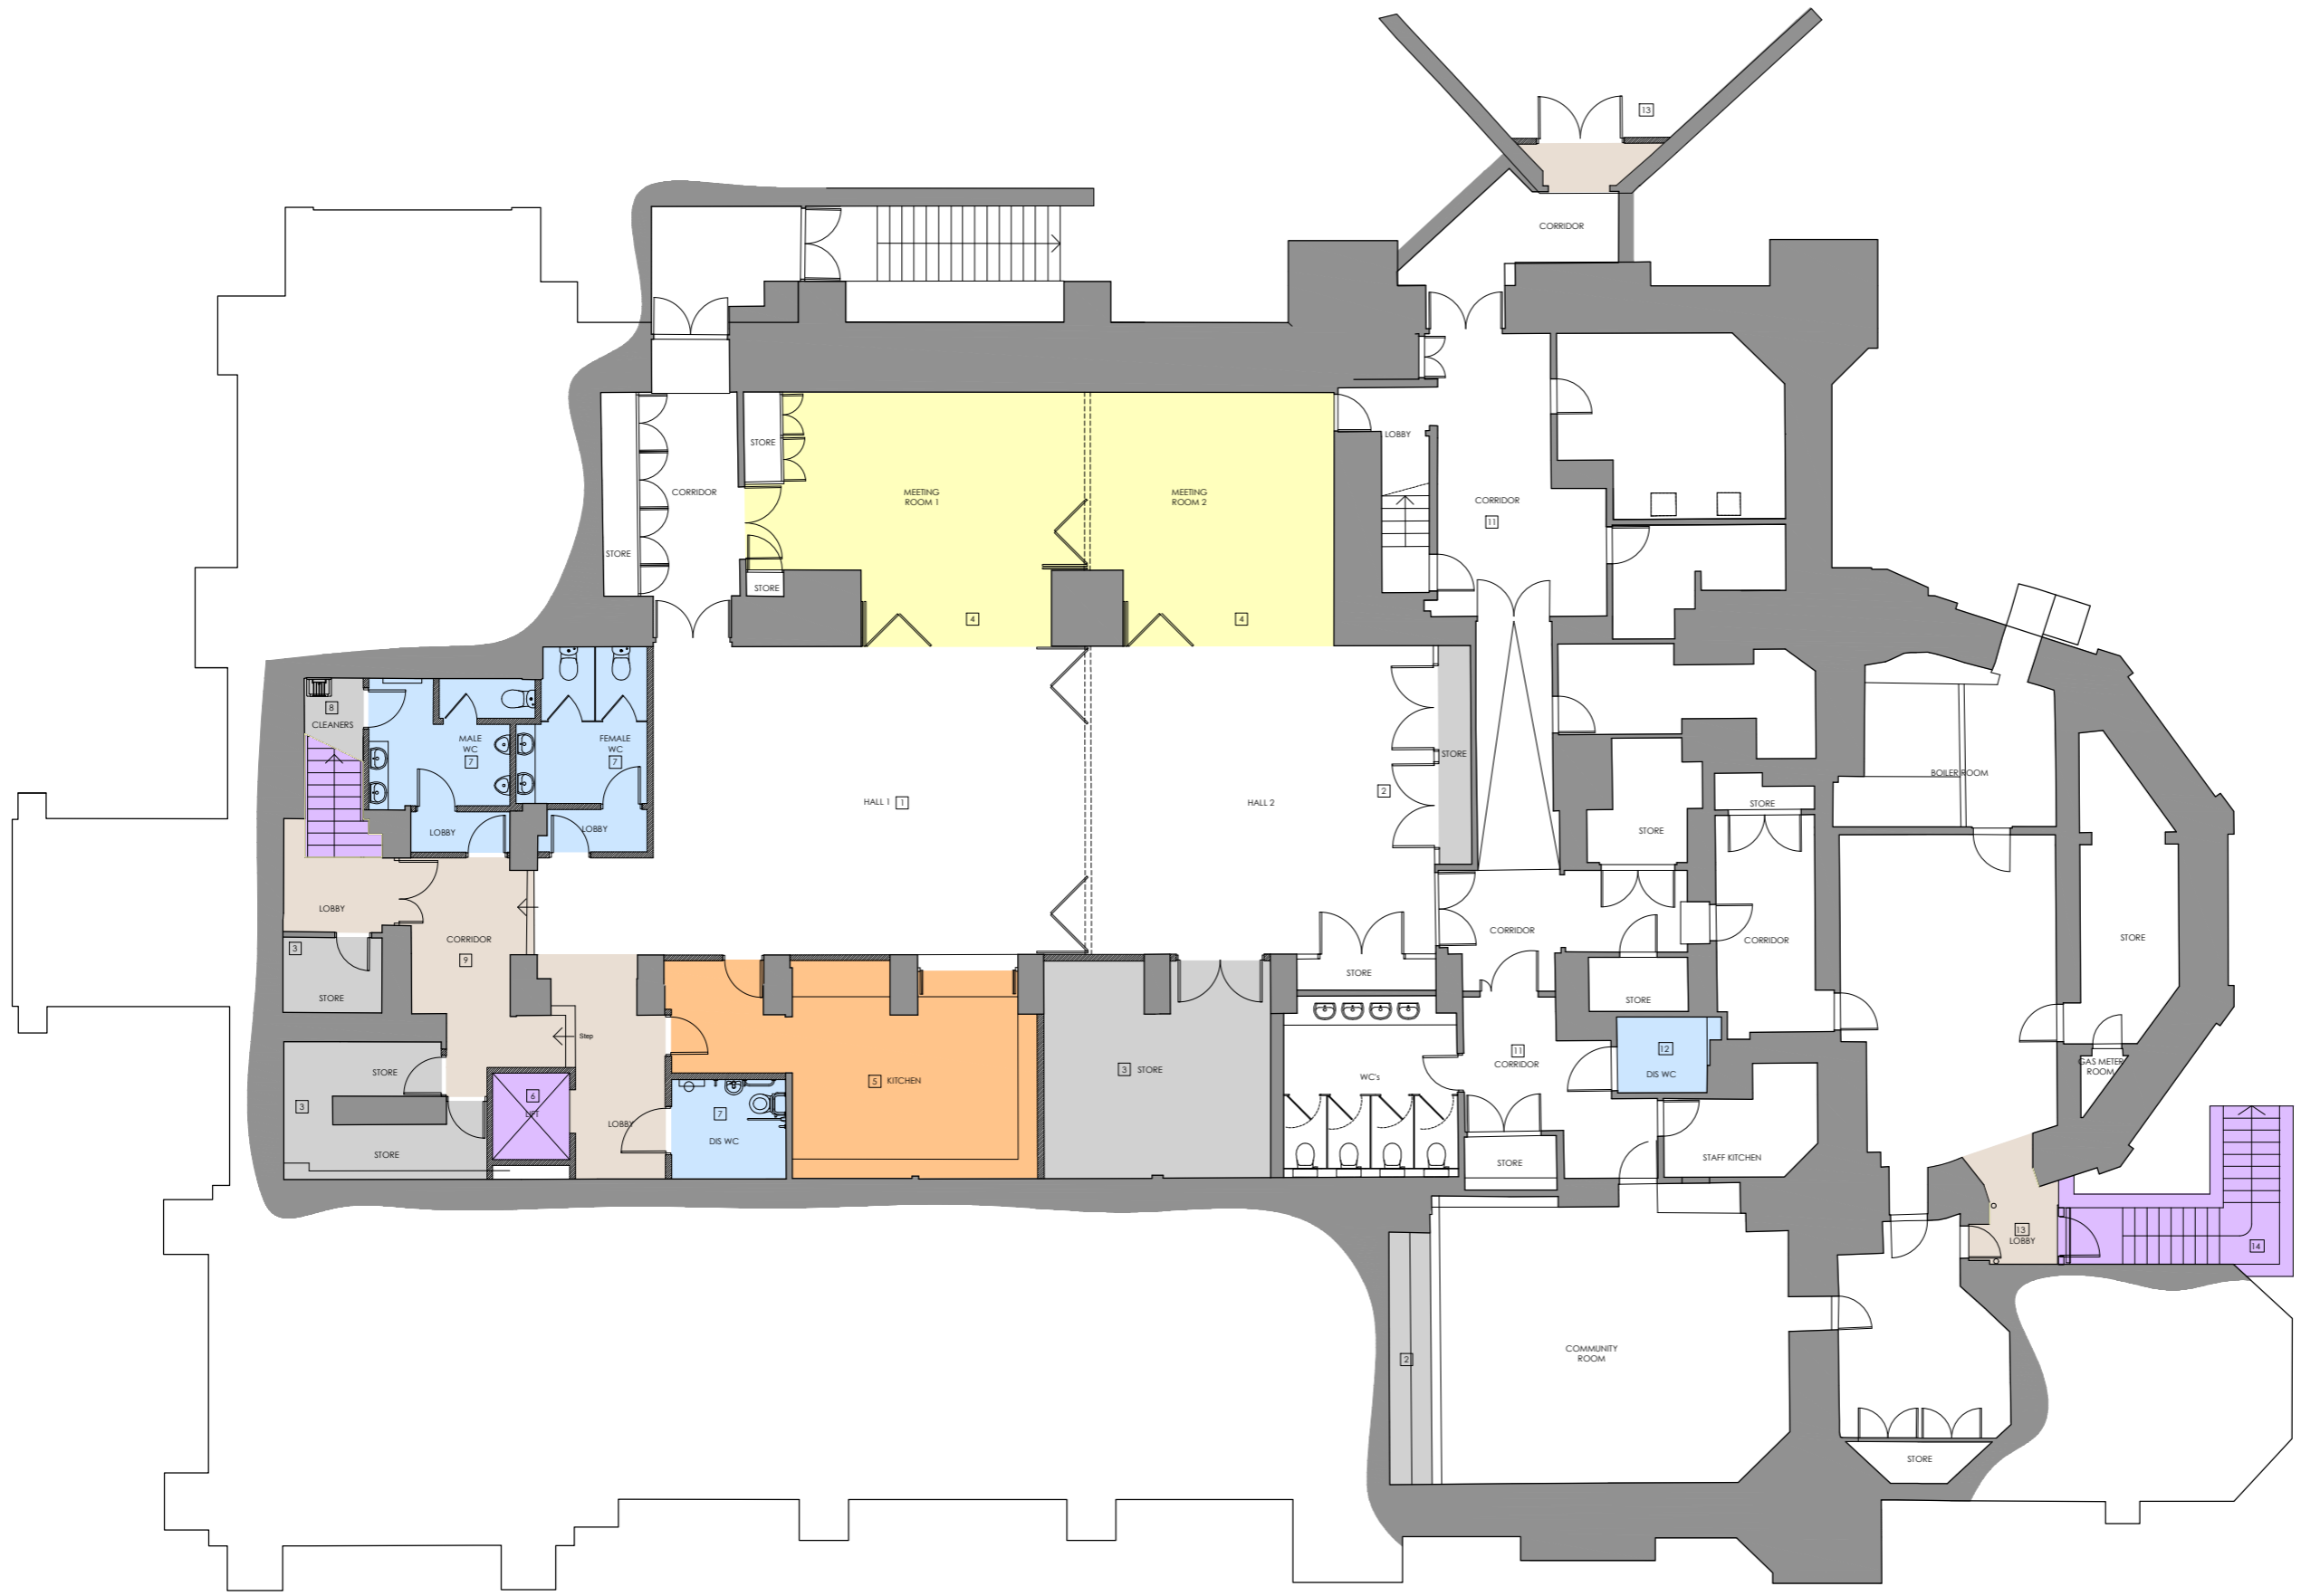 13
CORRIDOR
STORE
MEETING
ROOM 1
MEETING
ROOM 2
LOBBY
CORRIDOR
CORRIDOR
11
STORE
STORE
4
4
8
CLEANERS
MALE
WC
7
FEMALE
WC
7
STORE
BOILER ROOM
HALL 1
1
HALL 2
2
STORE
LOBBY
LOBBY
STORE
LOBBY
CORRIDOR
9
CORRIDOR
CORRIDOR
STORE
3
STORE
STORE
STORE
Step
11
CORRIDOR
12
DIS WC
GAS METER
ROOM
STORE
3
6
LIFT
5
KITCHEN
3
STORE
WC's
7
LOBBY
DIS WC
STORE
STORE
STAFF KITCHEN
13
LOBBY
14
COMMUNITY
ROOM
2
STORE